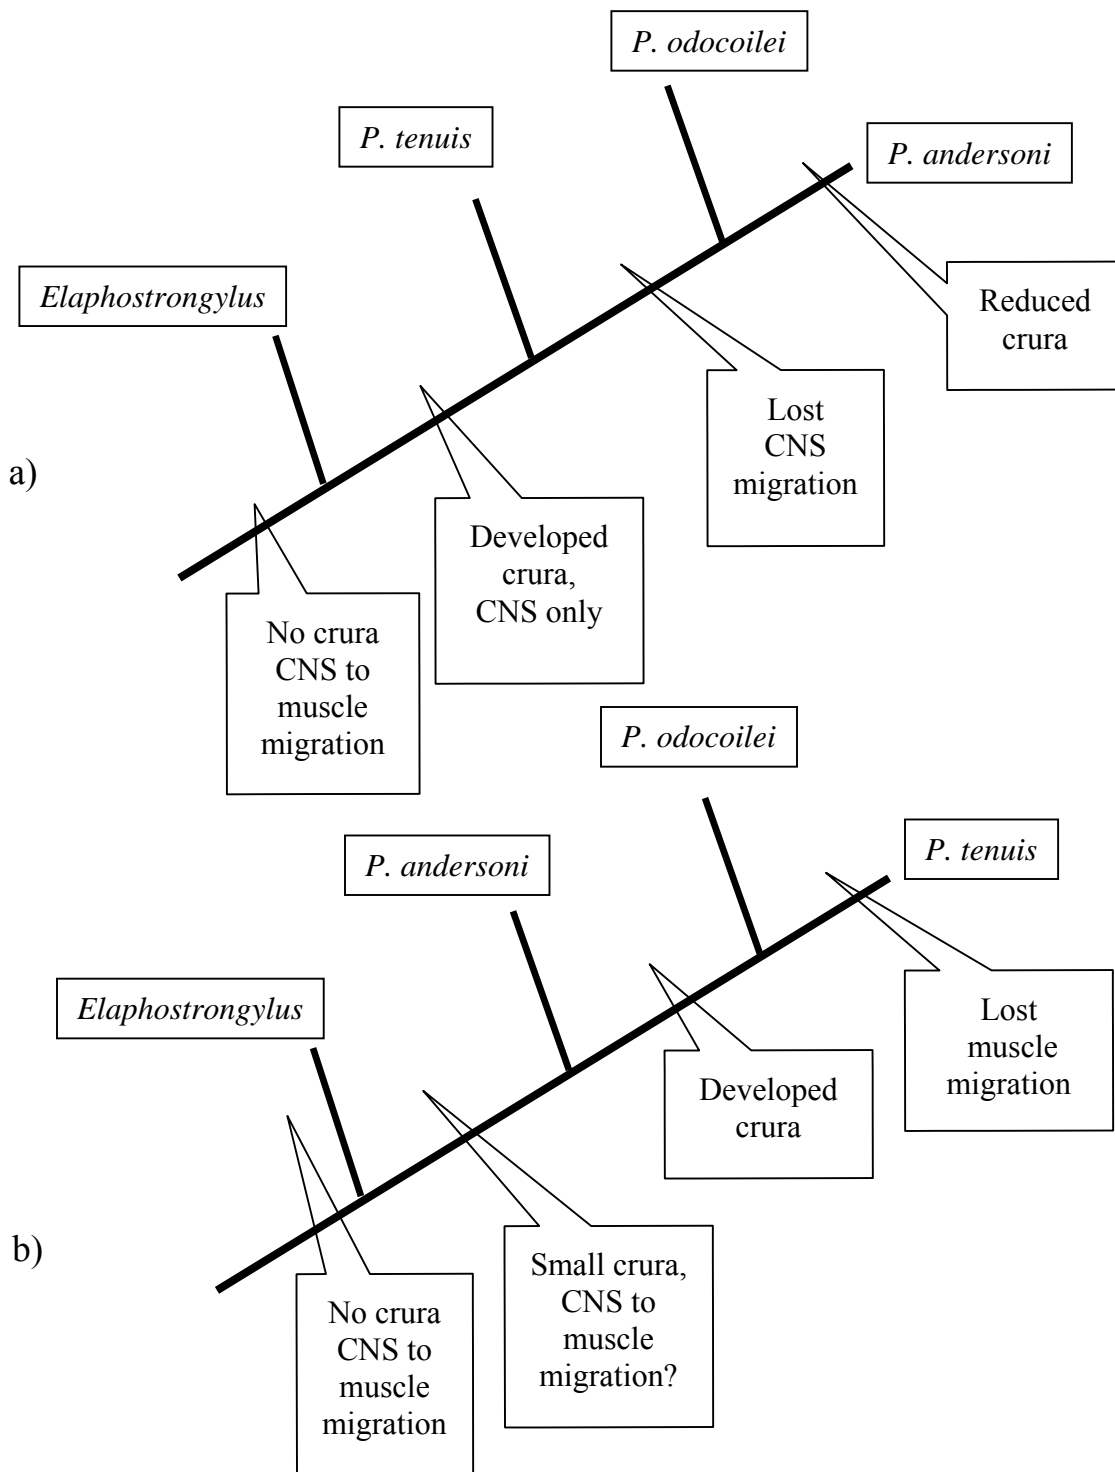 P. odocoilei
P. tenuis
P. andersoni
Elaphostrongylus
Reduced
crura
Lost
CNS
migration
a)
Developed
crura,
CNS only
No crura
CNS to
muscle
migration
P. odocoilei
P. tenuis
P. andersoni
Elaphostrongylus
Lost
muscle
migration
Developed
crura
b)
Small crura,
CNS to
muscle
migration?
No crura
CNS to
muscle
migration